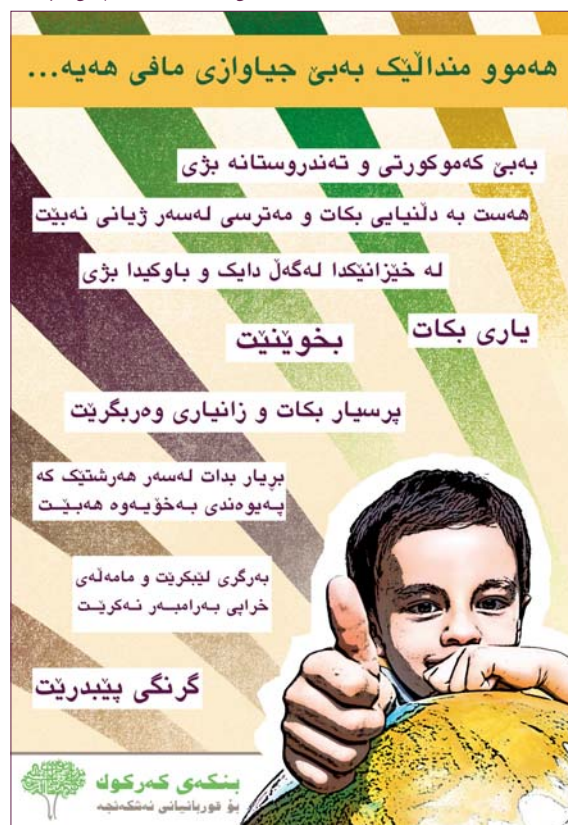 هەموو منداڵێک بەبێ جیاوازی مافی هەیە...
بەبێ کەموکورتی و تەندروستانە بژی
هەست بە دڵنیایی بکات و مەترسی لەسەر ژیانی نەبێت
لە خێزانێکدا لەگەڵ دایک و باوکیدا بژی
یاری بکات
بخوێنێت
پرسیار بکات و زانیاری وەربگرێت
بڕیار بدات لەسەر هەرشتێک کە
پەیوەندی بەخۆیەوە هەبێت
بەرگری لێبکرێت و مامەڵەی
خراپی بەرامبەر نەکرێت
گرنگی پێبدرێت
بنکەی کەرکوک
بۆ قوربانیانی ئەشکەنجە